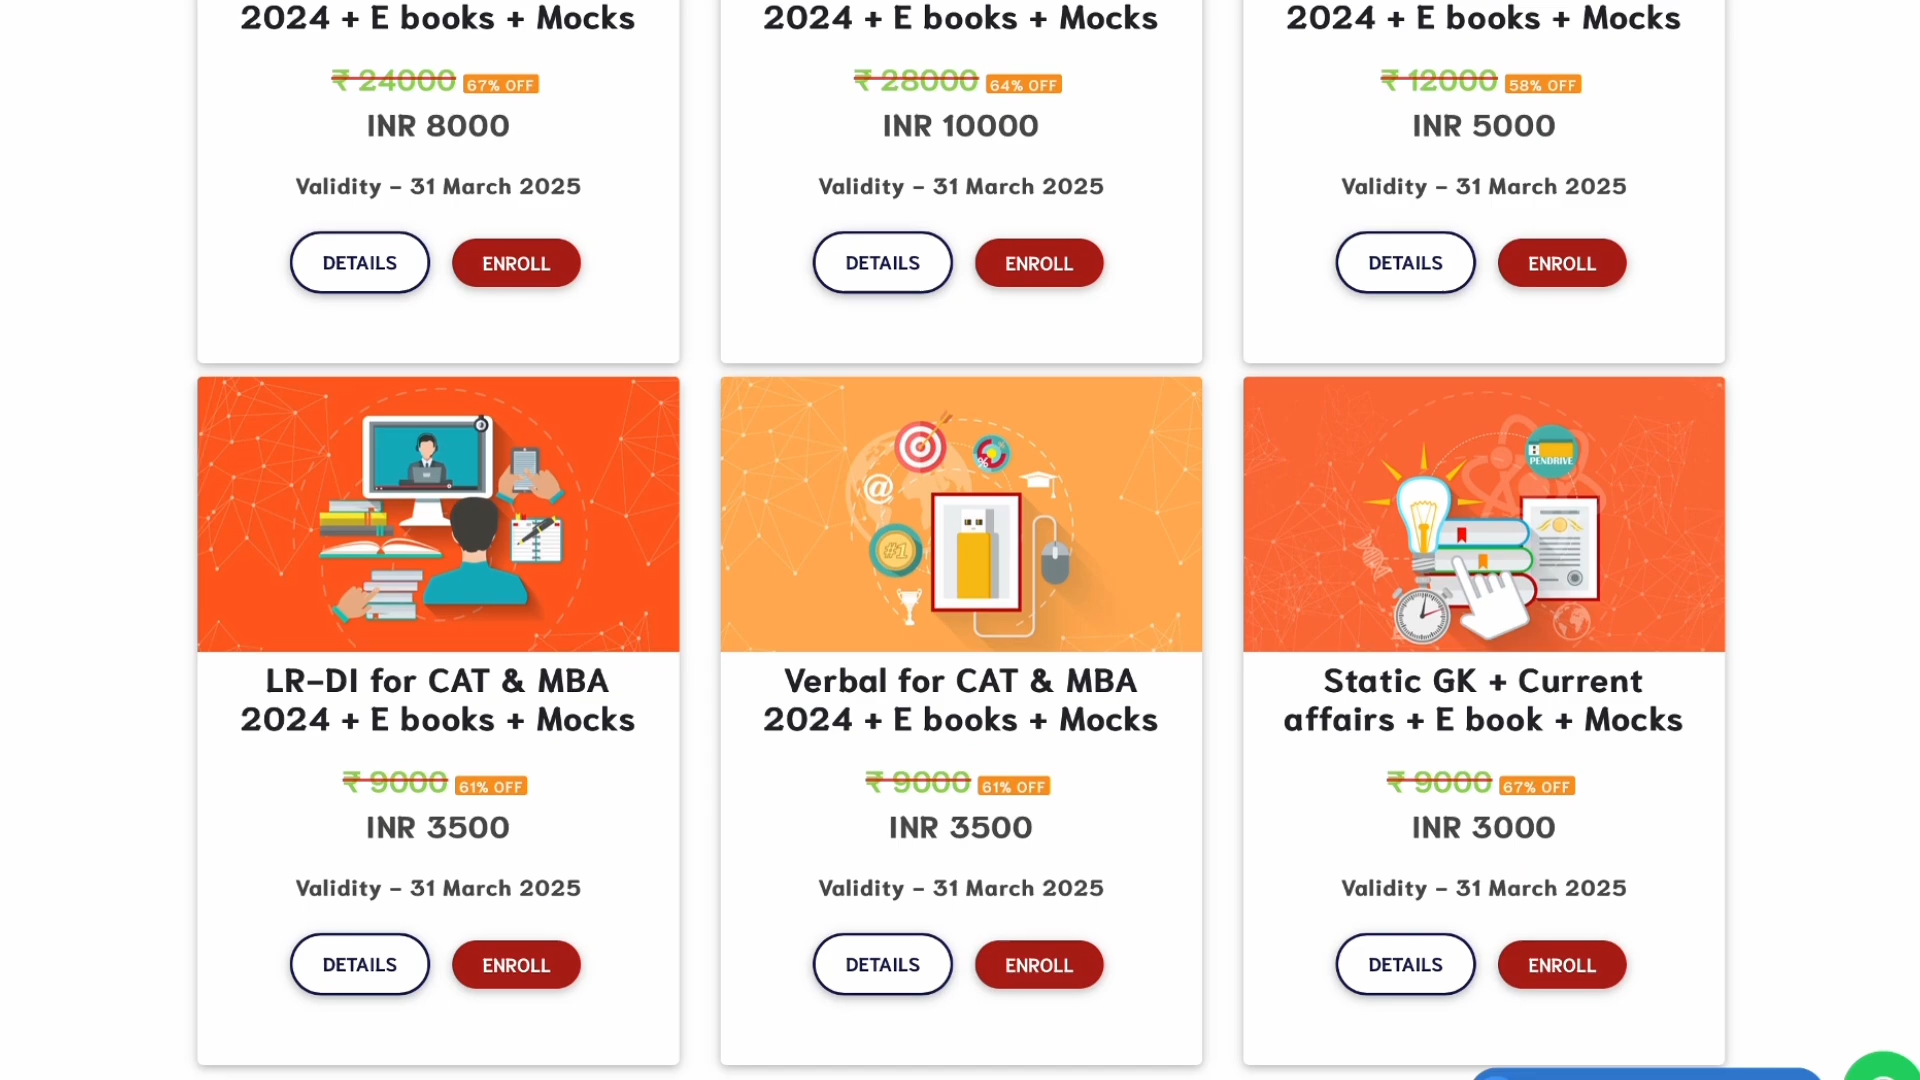 2024 + E books + Mocks
₹ 24000 67% OFF
INR 8000
Validity – 31 March 2025
DETAILS ENROLL
2024 + E books + Mocks
₹ 28000 64% OFF
INR 10000
Validity – 31 March 2025
DETAILS ENROLL
2024 + E books + Mocks
₹ 12000 58% OFF
INR 5000
Validity – 31 March 2025
DETAILS ENROLL
LR-DI for CAT & MBA
2024 + E books + Mocks
₹ 9000 61% OFF
INR 3500
Validity – 31 March 2025
DETAILS ENROLL
@
%
#1
Verbal for CAT & MBA
2024 + E books + Mocks
₹ 9000 61% OFF
INR 3500
Validity – 31 March 2025
DETAILS ENROLL
PENDRIVE
Static GK + Current
affairs + E book + Mocks
₹ 9000 67% OFF
INR 3000
Validity – 31 March 2025
DETAILS ENROLL